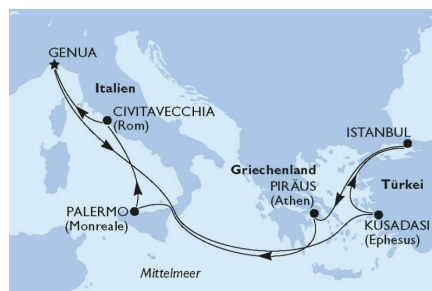 GENUA
Italien
CIVITAVECCHIA
(Rom)
ISTANBUL
Griechenland
PIRÄUS
(Athen)
Türkei
PALERMO
(Monreale)
KUSADASI
(Ephesus)
Mittelmeer